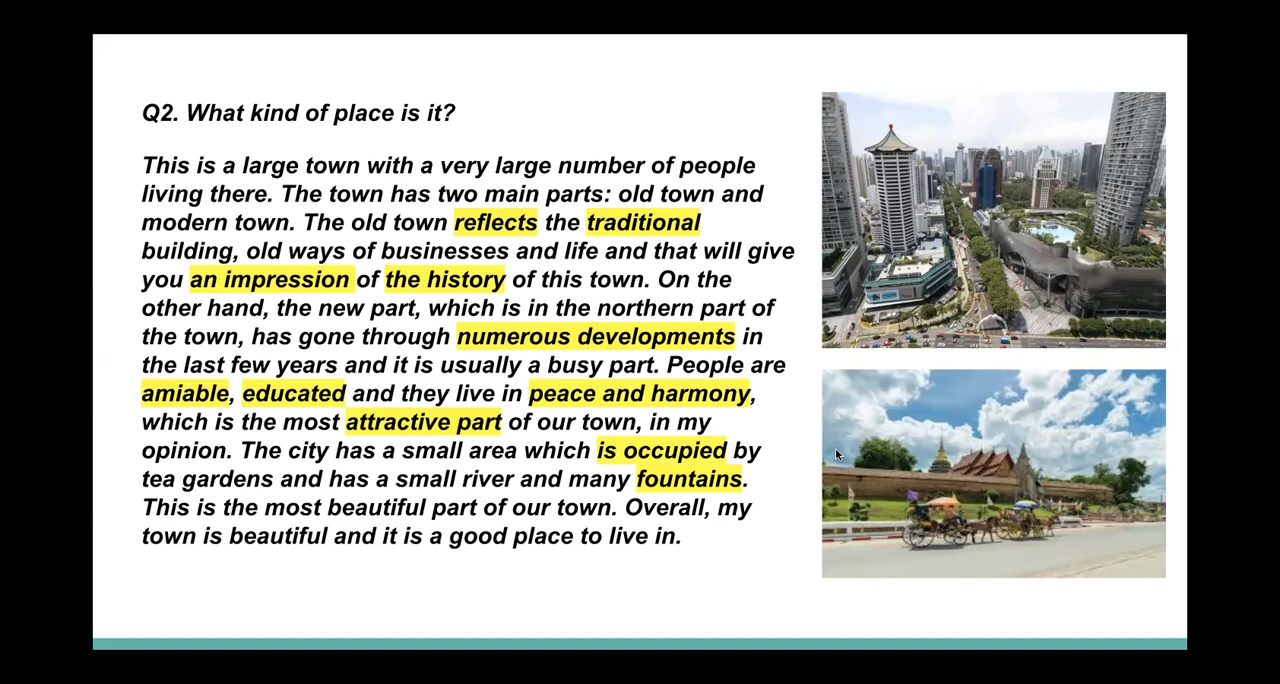 Q2. What kind of place is it?
This is a large town with a very large number of people
living there. The town has two main parts: old town and
modern town. The old town reflects the traditional
building, old ways of businesses and life and that will give
you an impression of the history of this town. On the
other hand, the new part, which is in the northern part of
the town, has gone through numerous developments in
the last few years and it is usually a busy part. People are
amiable, educated and they live in peace and harmony,
which is the most attractive part of our town, in my
opinion. The city has a small area which is occupied by
tea gardens and has a small river and many fountains.
This is the most beautiful part of our town. Overall, my
town is beautiful and it is a good place to live in.